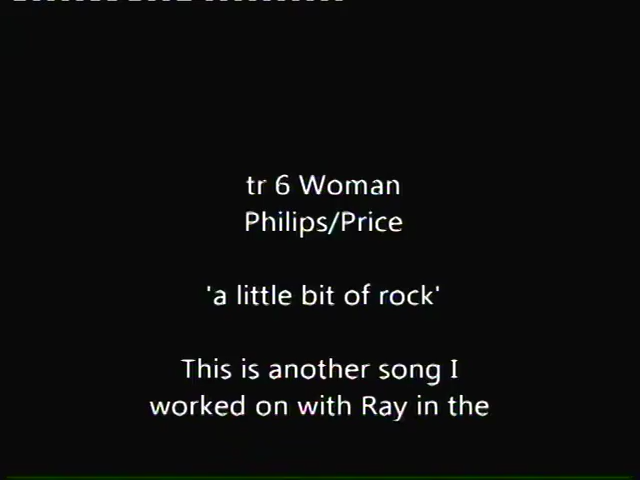 tr 6 Woman
Philips/Price
'a little bit of rock'
This is another song I
worked on with Ray in the